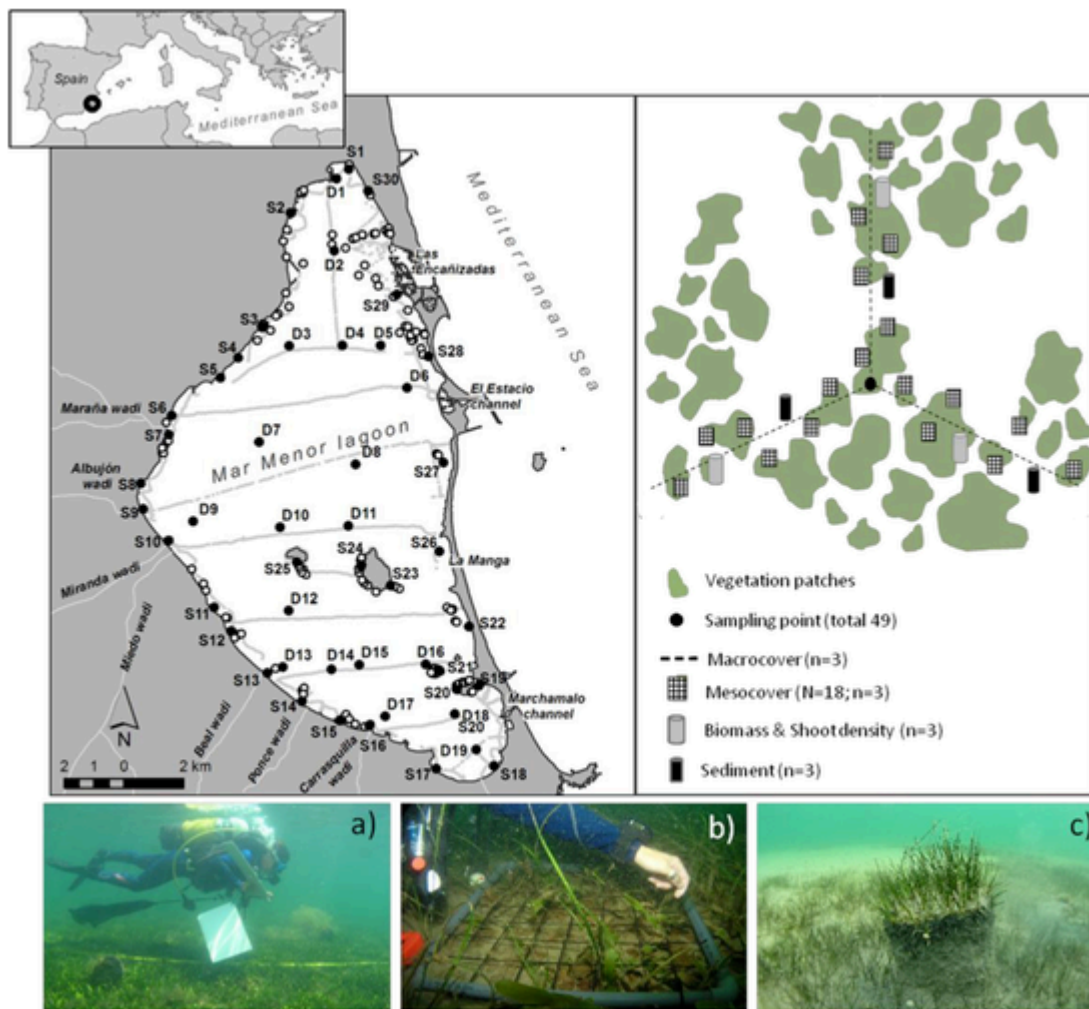 Spain
Mediterranean Sea
S1
D1
S30
S2
D2
Las
Encañizadas
S29
S3
D3
D4
D5
S4
S28
S5
D6
El Estacio
channel
Maraña wadi
S6
S7
D7
Mar Menor lagoon
D8
S27
Albujón
wadi
S8
S9
D9
D10
D11
S10
S24
S26
La Manga
S25
S23
Miranda wadi
D12
S11
S22
S12
Miedo wadi
D13
D14
D15
D16
S13
S21
S19
S20
S14
Marchamalo
channel
D17
D18
S20
S15
S16
D19
S17
S18
Beal wadi
Ponce wadi
Carrasquilla
wadi
N
2 1 0 2 km
Mediterranean Sea
Vegetation patches
Sampling point (total 49)
Macrocover (n=3)
Mesocover (N=18; n=3)
Biomass & Shoot density (n=3)
Sediment (n=3)
a)
b)
c)